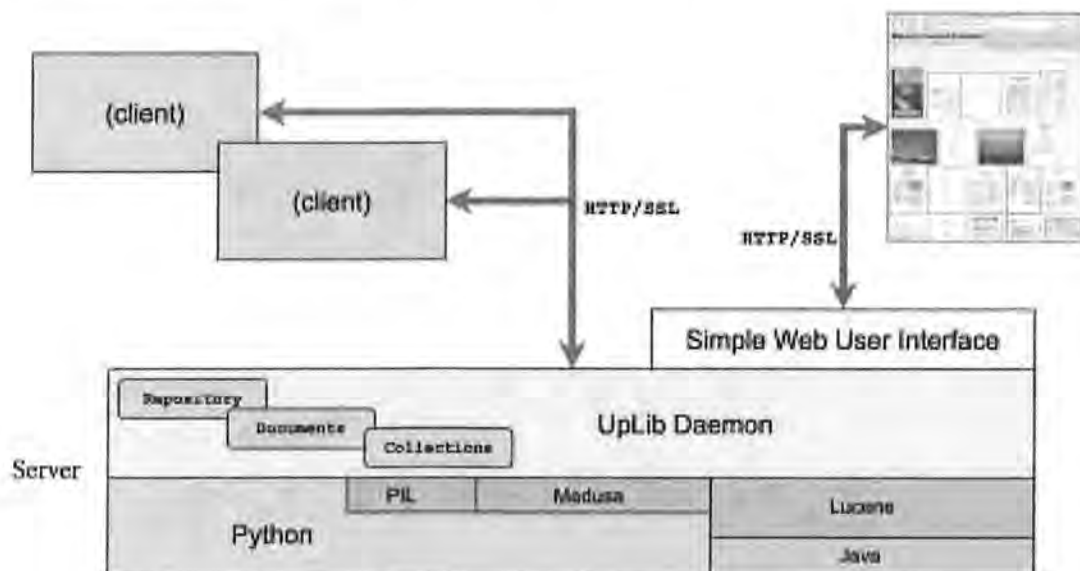 (client)
(client)
HTTP/SSL
HTTP/SSL
Simple Web User Interface
Repository
Documents
Collections
UpLib Daemon
Server
PIL
Medusa
Lucene
Python
Java